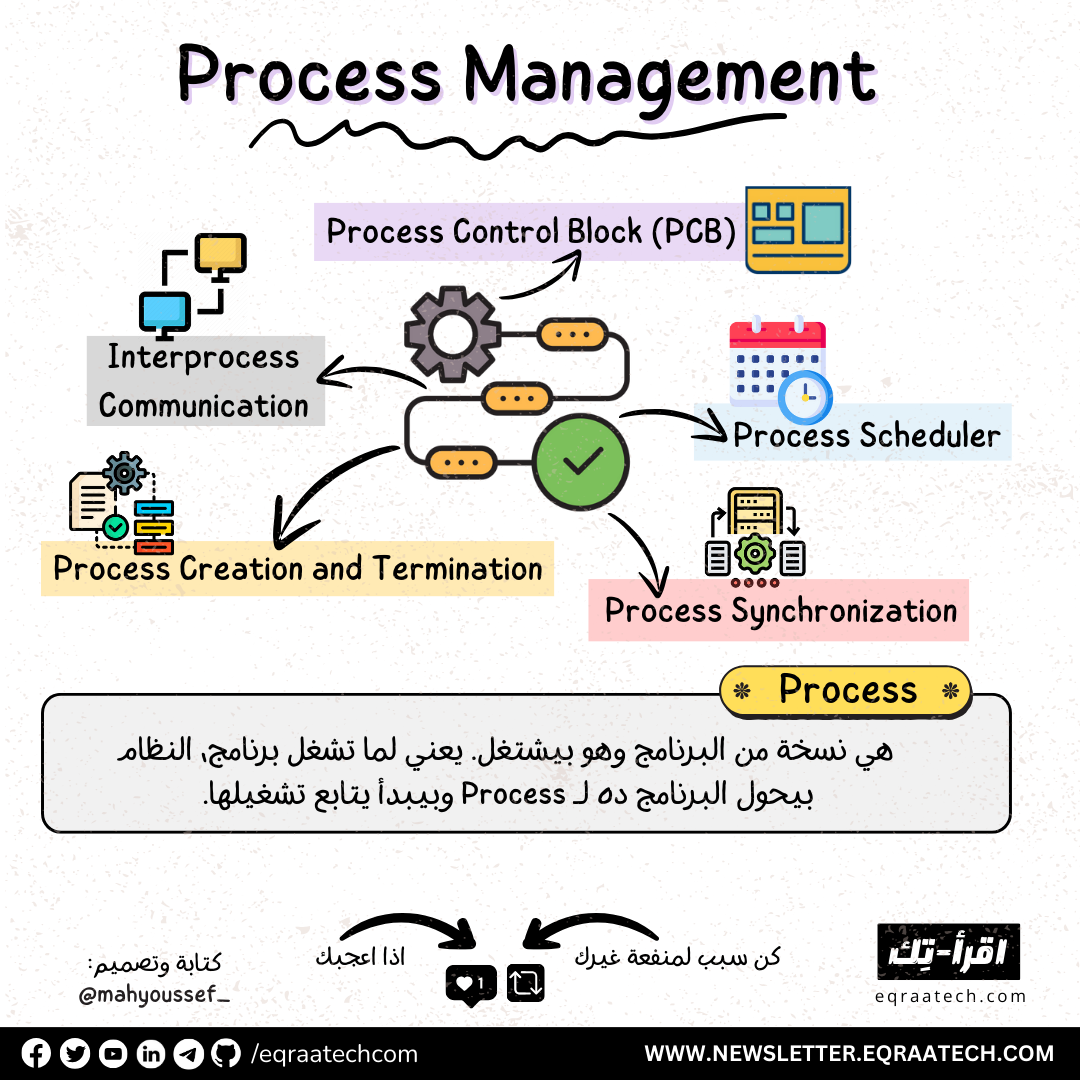 Process Management
Process Control Block (PCB)
Interprocess
Communication
Process Scheduler
Process Creation and Termination
Process Synchronization
Process
هي نسخة من البرنامج وهو بيشتغل. يعني لما تشغل برنامج، النظام
بيحول البرنامج ده لـ Process وبيبدأ يتابع تشغيلها.
كتابة وتصميم:
@mahyoussef_
اذا اعجبك
1
كن سبب لمنفعة غيرك
اقرأ-تِك
eqraatech.com
/eqraatechcom
WWW.NEWSLETTER.EQRAATECH.COM